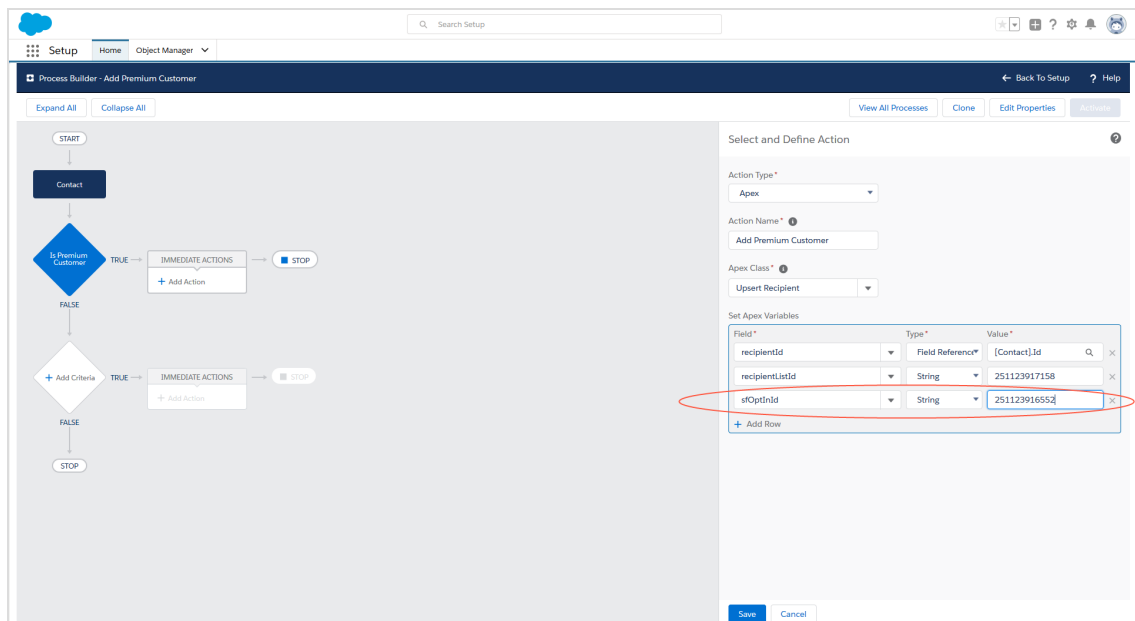 Search Setup
Setup Home Object Manager
Process Builder - Add Premium Customer
Back To Setup ? Help
Expand All Collapse All View All Processes Clone Edit Properties Activate
START
Contact
Is Premium
Customer
TRUE
IMMEDIATE ACTIONS
STOP
+ Add Action
FALSE
+ Add Criteria
TRUE
IMMEDIATE ACTIONS
STOP
+ Add Action
FALSE
STOP
Select and Define Action
Action Type*
Apex
Action Name*
Add Premium Customer
Apex Class*
Upsert Recipient
Set Apex Variables
Field* Type* Value*
recipientId Field Reference [Contact].Id
recipientListId String 251123917158
sfOptInId String 251123916552
+ Add Row
Save Cancel